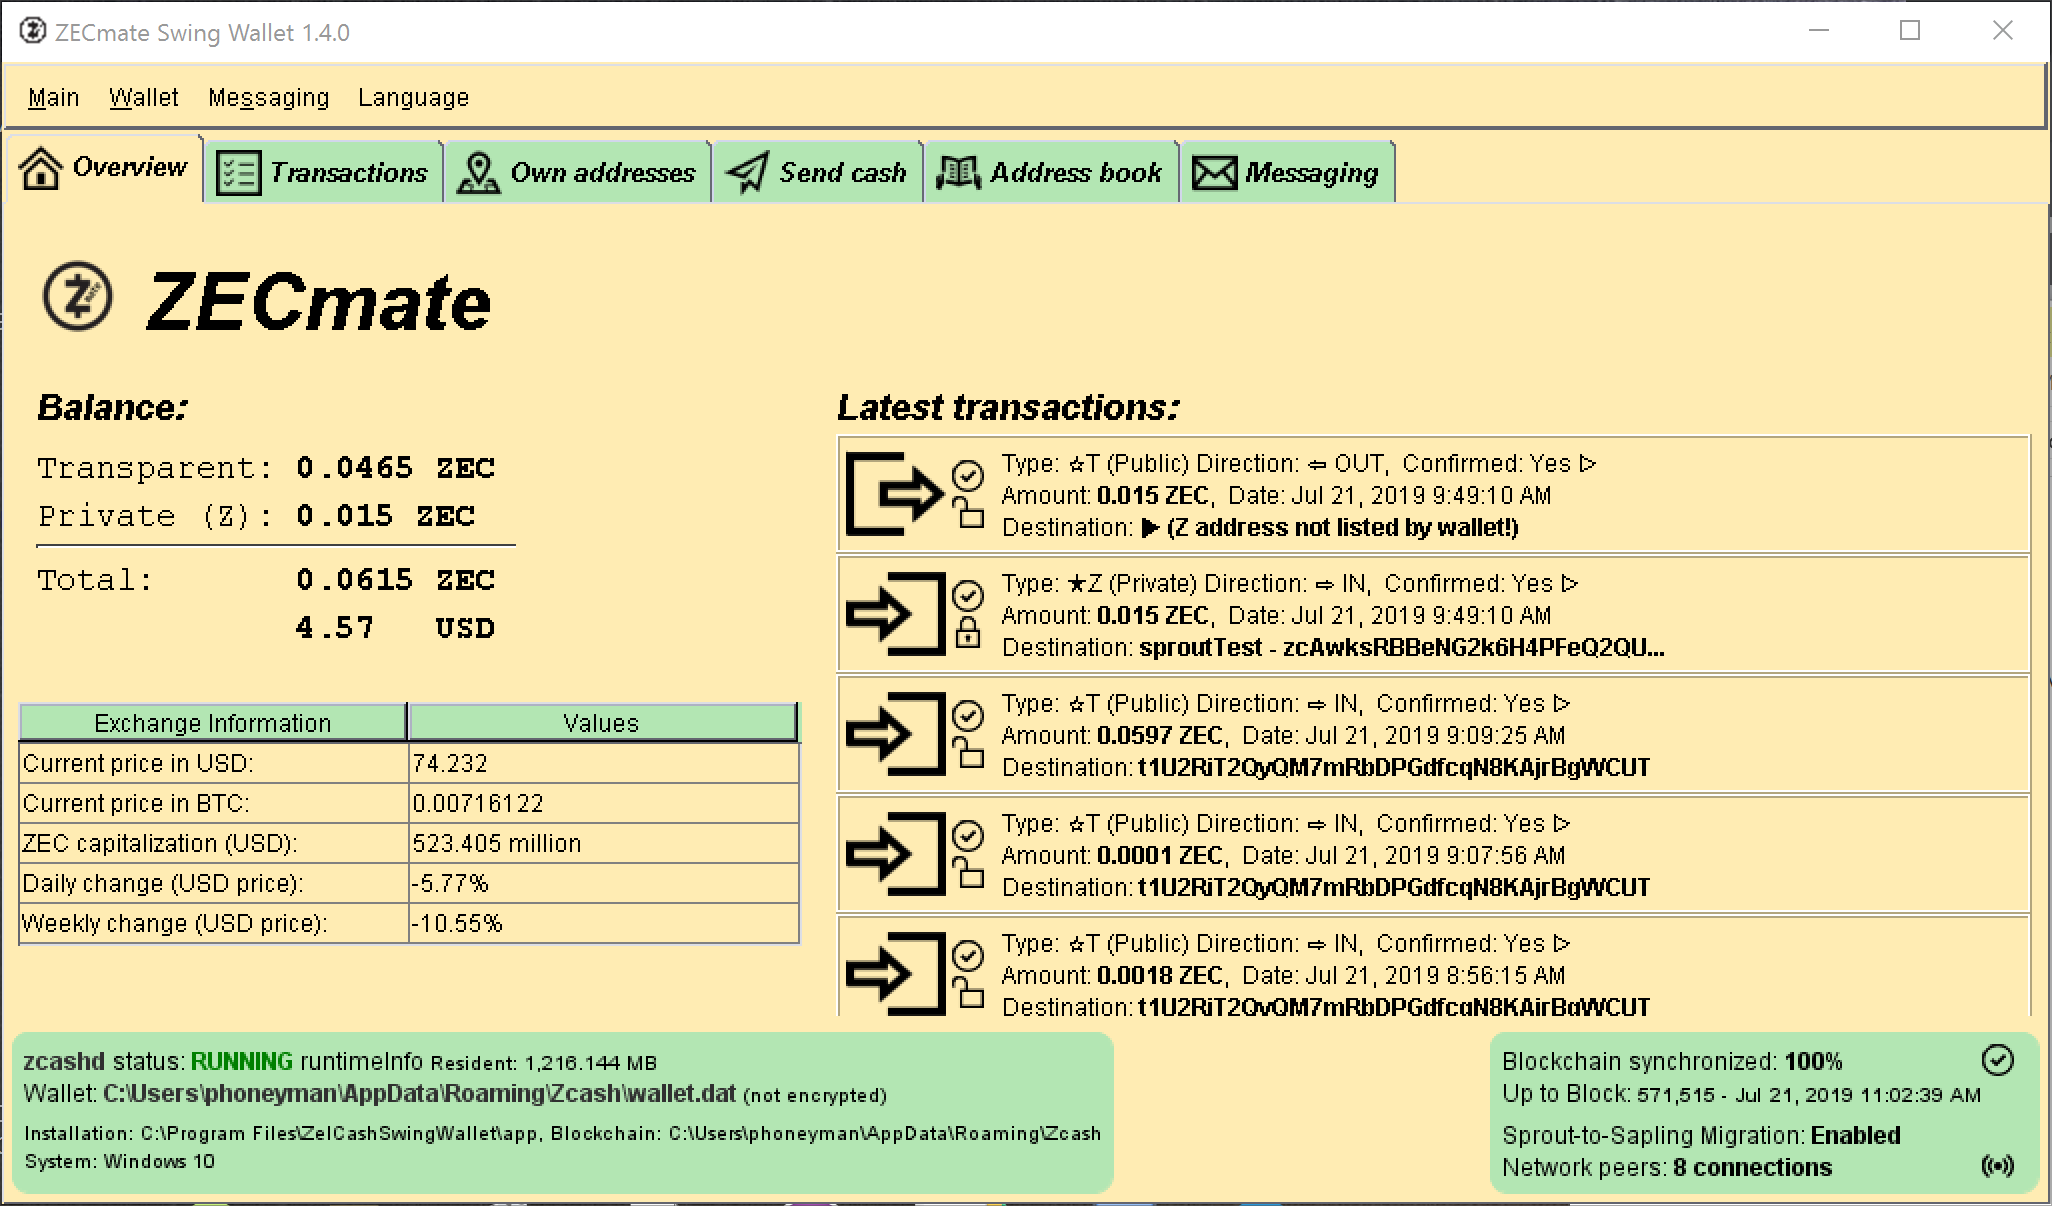 ZECmate Swing Wallet 1.4.0
Main Wallet Messaging Language
Overview Transactions Own addresses Send cash Address book Messaging
ZECmate
Balance:
Transparent: 0.0465 ZEC
Private (Z): 0.015 ZEC
Total: 0.0615 ZEC
4.57 USD
Exchange Information Values
Current price in USD: 74.232
Current price in BTC: 0.00716122
ZEC capitalization (USD): 523.405 million
Daily change (USD price): -5.77%
Weekly change (USD price): -10.55%
Latest transactions:
Type: ☆T (Public) Direction: ⇦ OUT, Confirmed: Yes ▷
Amount: 0.015 ZEC, Date: Jul 21, 2019 9:49:10 AM
Destination: ▶ (Z address not listed by wallet!)
Type: ★Z (Private) Direction: ⇨ IN, Confirmed: Yes ▷
Amount: 0.015 ZEC, Date: Jul 21, 2019 9:49:10 AM
Destination: sproutTest - zcAwksRBBeNG2k6H4PFeQ2QU...
Type: ☆T (Public) Direction: ⇨ IN, Confirmed: Yes ▷
Amount: 0.0597 ZEC, Date: Jul 21, 2019 9:09:25 AM
Destination: t1U2RiT2QyQM7mRbDPGdfcqN8KAjrBgWCUT
Type: ☆T (Public) Direction: ⇨ IN, Confirmed: Yes ▷
Amount: 0.0001 ZEC, Date: Jul 21, 2019 9:07:56 AM
Destination: t1U2RiT2QyQM7mRbDPGdfcqN8KAjrBgWCUT
Type: ☆T (Public) Direction: ⇨ IN, Confirmed: Yes ▷
Amount: 0.0018 ZEC, Date: Jul 21, 2019 8:56:15 AM
Destination: t1U2RiT2QyQM7mRbDPGdfcqN8KAjrBgWCUT
zcashd status: RUNNING runtimeInfo Resident: 1,216.144 MB
Wallet: C:\Users\phoneyman\AppData\Roaming\Zcash\wallet.dat (not encrypted)
Installation: C:\Program Files\ZelCashSwingWallet\app, Blockchain: C:\Users\phoneyman\AppData\Roaming\Zcash
System: Windows 10
Blockchain synchronized: 100%
Up to Block: 571,515 - Jul 21, 2019 11:02:39 AM
Sprout-to-Sapling Migration: Enabled
Network peers: 8 connections